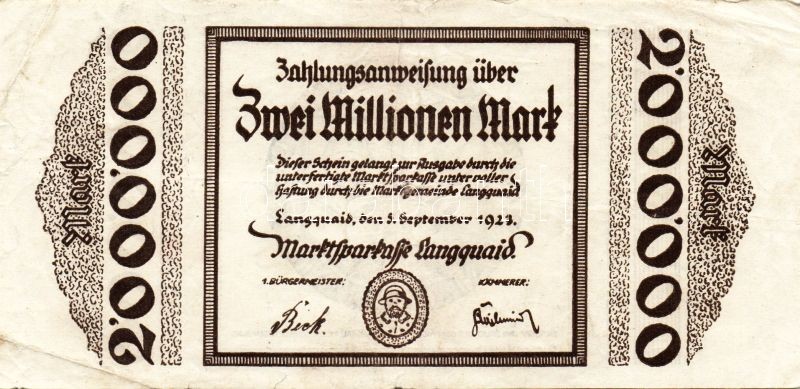 2'000'000
Mark
Zahlungsanweisung über
Zwei Millionen Mark
Dieser Schein gelangt zur Ausgabe durch die
unterfertigte Marktsparkasse unter voller
Haftung durch die Marktgemeinde Langquaid
Langquaid, den 5. September 1923.
Marktsparkasse Langquaid.
1. BÜRGERMEISTER:
KÄMMERER:
Beck.
2'000'000
Mark